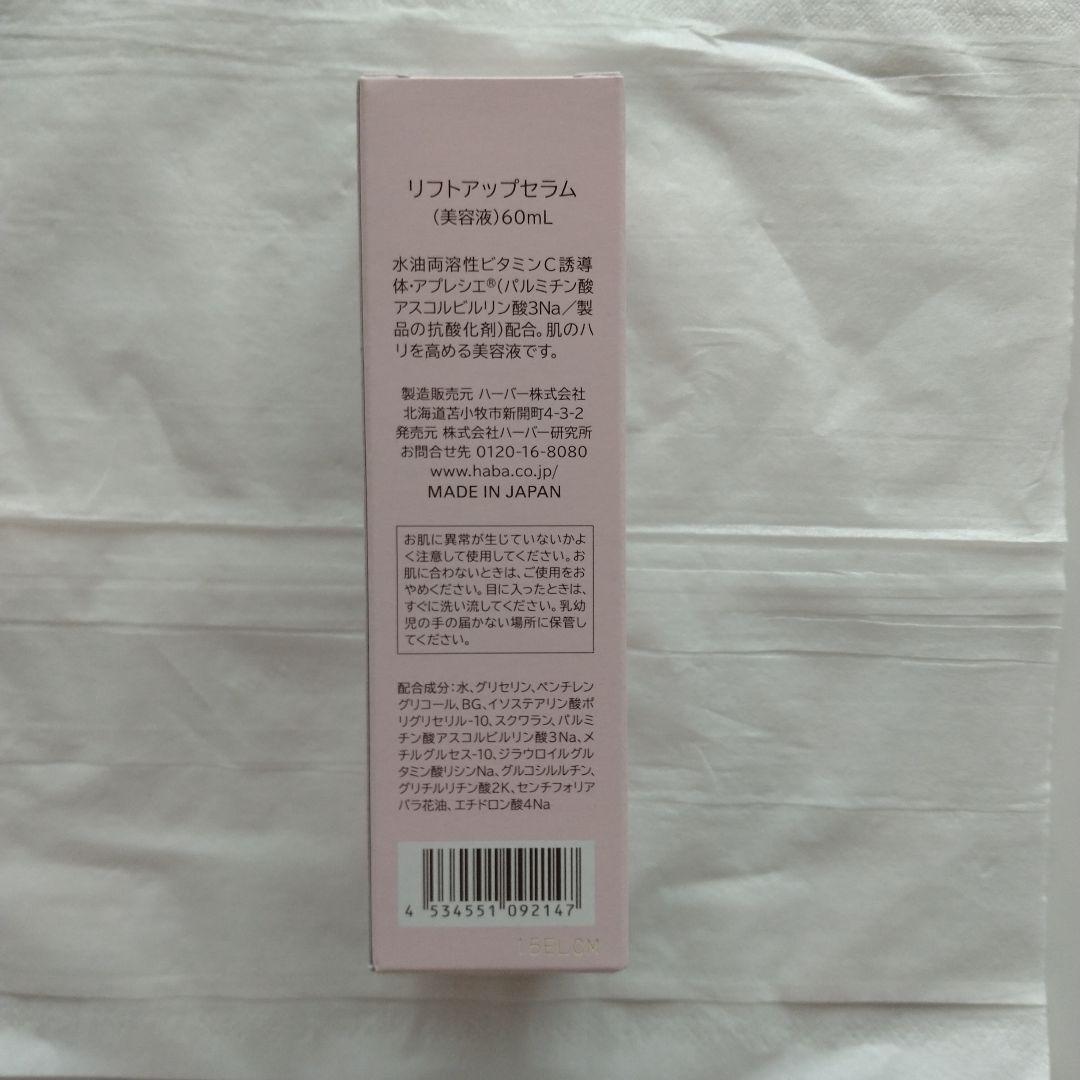 リフトアップセラム
(美容液)60mL
水油両溶性ビタミンC誘導
体・アプレシエ®(パルミチン酸
アスコルビルリン酸3Na/製
品の抗酸化剤)配合。肌のハ
リを高める美容液です。
製造販売元 ハーバー株式会社
北海道苫小牧市新開町4-3-2
発売元 株式会社ハーバー研究所
お問合せ先 0120-16-8080
www.haba.co.jp/
MADE IN JAPAN
お肌に異常が生じていないかよ
く注意して使用してください。お
肌に合わないときは、ご使用をお
やめください。目に入ったときは、
すぐに洗い流してください。乳幼
児の手の届かない場所に保管し
てください。
配合成分:水、グリセリン、ペンチレン
グリコール、BG、イソステアリン酸ポ
リグリセリル-10、スクワラン、パルミ
チン酸アスコルビルリン酸3Na、メ
チルグルセス-10、ジラウロイルグル
タミン酸リシンNa、グルコシルルチン、
グリチルリチン酸2K、センチフォリア
バラ花油、エチドロン酸4Na
4 534551 092147
15ELCM